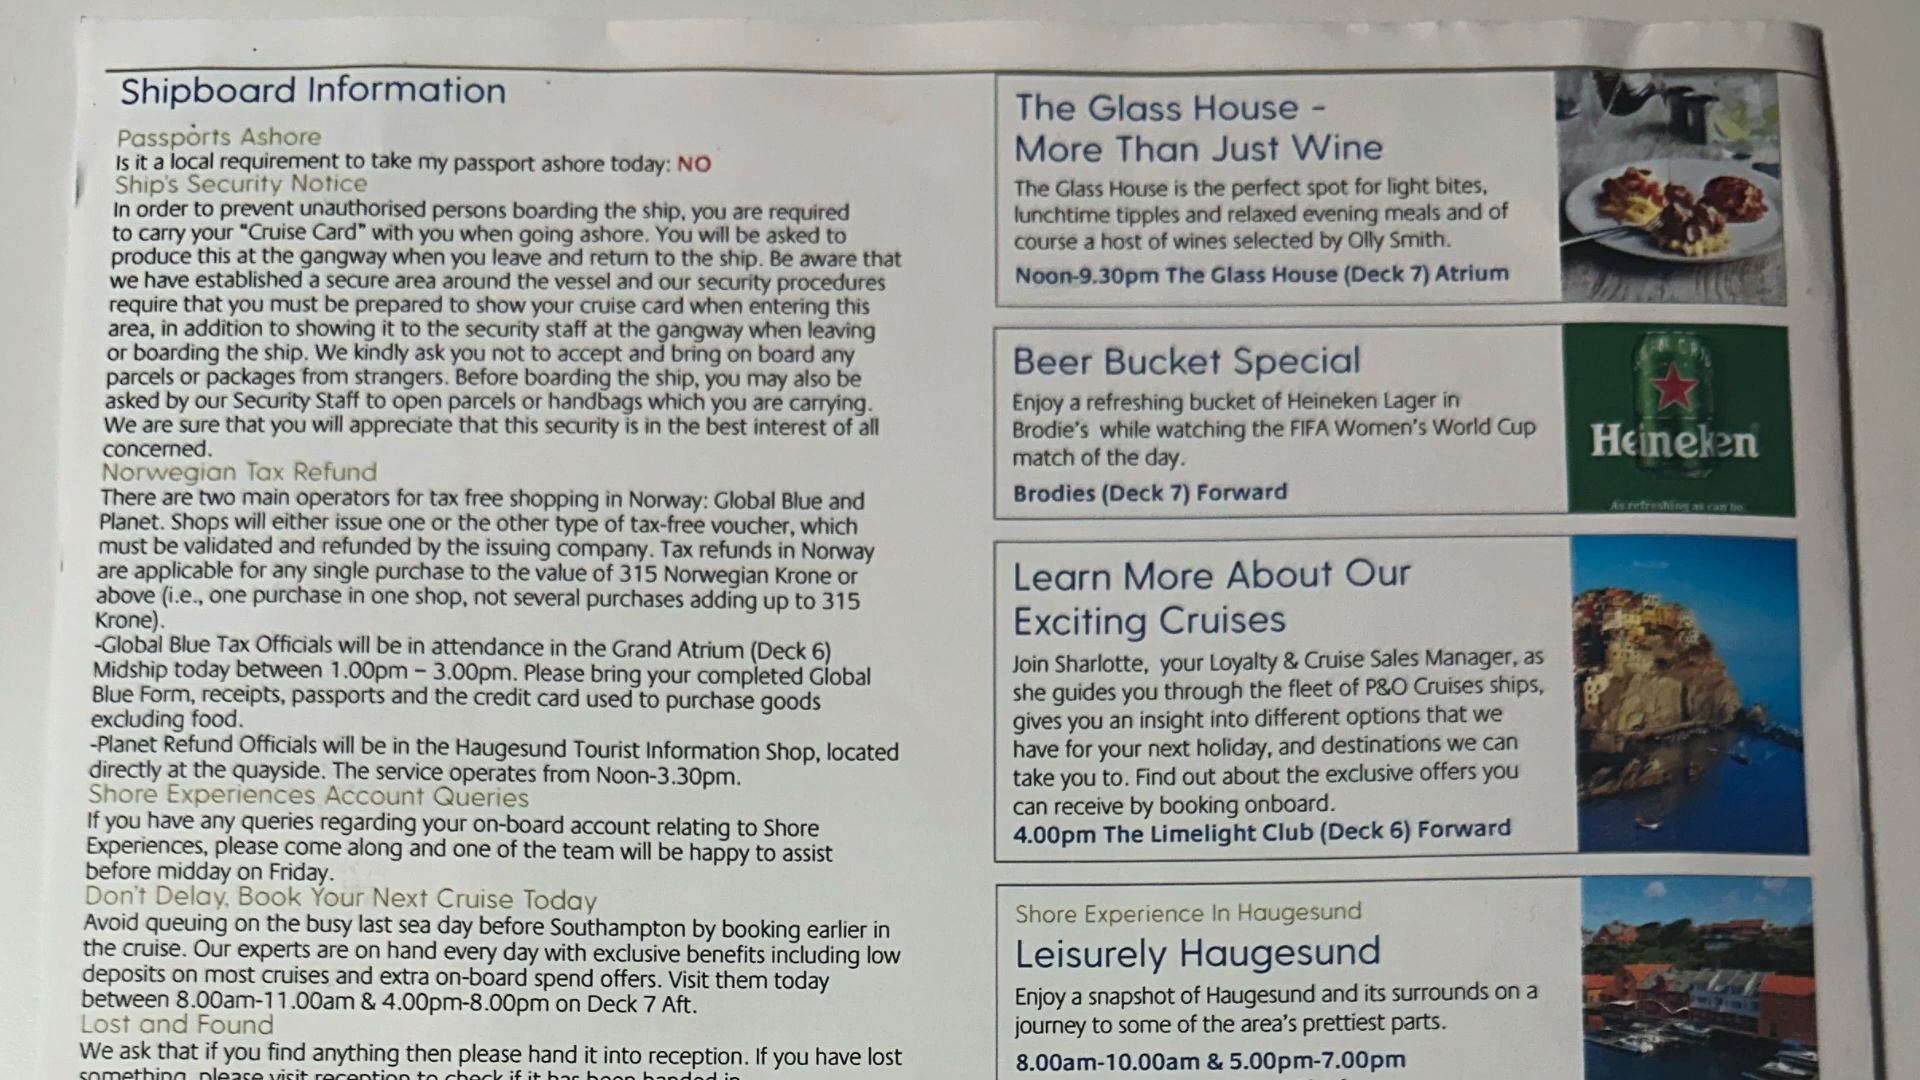 Shipboard Information
Passports Ashore
Is it a local requirement to take my passport ashore today: NO
Ship's Security Notice
In order to prevent unauthorised persons boarding the ship, you are required
to carry your "Cruise Card" with you when going ashore. You will be asked to
produce this at the gangway when you leave and return to the ship. Be aware that
we have established a secure area around the vessel and our security procedures
require that you must be prepared to show your cruise card when entering this
area, in addition to showing it to the security staff at the gangway when leaving
or boarding the ship. We kindly ask you not to accept and bring on board any
parcels or packages from strangers. Before boarding the ship, you may also be
asked by our Security Staff to open parcels or handbags which you are carrying.
We are sure that you will appreciate that this security is in the best interest of all
concerned.
Norwegian Tax Refund
There are two main operators for tax free shopping in Norway: Global Blue and
Planet. Shops will either issue one or the other type of tax-free voucher, which
must be validated and refunded by the issuing company. Tax refunds in Norway
are applicable for any single purchase to the value of 315 Norwegian Krone or
above (i.e., one purchase in one shop, not several purchases adding up to 315
Krone).
-Global Blue Tax Officials will be in attendance in the Grand Atrium (Deck 6)
Midship today between 1.00pm – 3.00pm. Please bring your completed Global
Blue Form, receipts, passports and the credit card used to purchase goods
excluding food.
-Planet Refund Officials will be in the Haugesund Tourist Information Shop, located
directly at the quayside. The service operates from Noon-3.30pm.
Shore Experiences Account Queries
If you have any queries regarding your on-board account relating to Shore
Experiences, please come along and one of the team will be happy to assist
before midday on Friday.
Don't Delay, Book Your Next Cruise Today
Avoid queuing on the busy last sea day before Southampton by booking earlier in
the cruise. Our experts are on hand every day with exclusive benefits including low
deposits on most cruises and extra on-board spend offers. Visit them today
between 8.00am-11.00am & 4.00pm-8.00pm on Deck 7 Aft.
Lost and Found
We ask that if you find anything then please hand it into reception. If you have lost
something, please visit reception to check if it has been handed in
The Glass House -
More Than Just Wine
The Glass House is the perfect spot for light bites,
lunchtime tipples and relaxed evening meals and of
course a host of wines selected by Olly Smith.
Noon-9.30pm The Glass House (Deck 7) Atrium
Beer Bucket Special
Enjoy a refreshing bucket of Heineken Lager in
Brodie's while watching the FIFA Women's World Cup
match of the day.
Brodies (Deck 7) Forward
Heineken
As refreshing as can be
Learn More About Our
Exciting Cruises
Join Sharlotte, your Loyalty & Cruise Sales Manager, as
she guides you through the fleet of P&O Cruises ships,
gives you an insight into different options that we
have for your next holiday, and destinations we can
take you to. Find out about the exclusive offers you
can receive by booking onboard.
4.00pm The Limelight Club (Deck 6) Forward
Shore Experience In Haugesund
Leisurely Haugesund
Enjoy a snapshot of Haugesund and its surrounds on a
journey to some of the area's prettiest parts.
8.00am-10.00am & 5.00pm-7.00pm